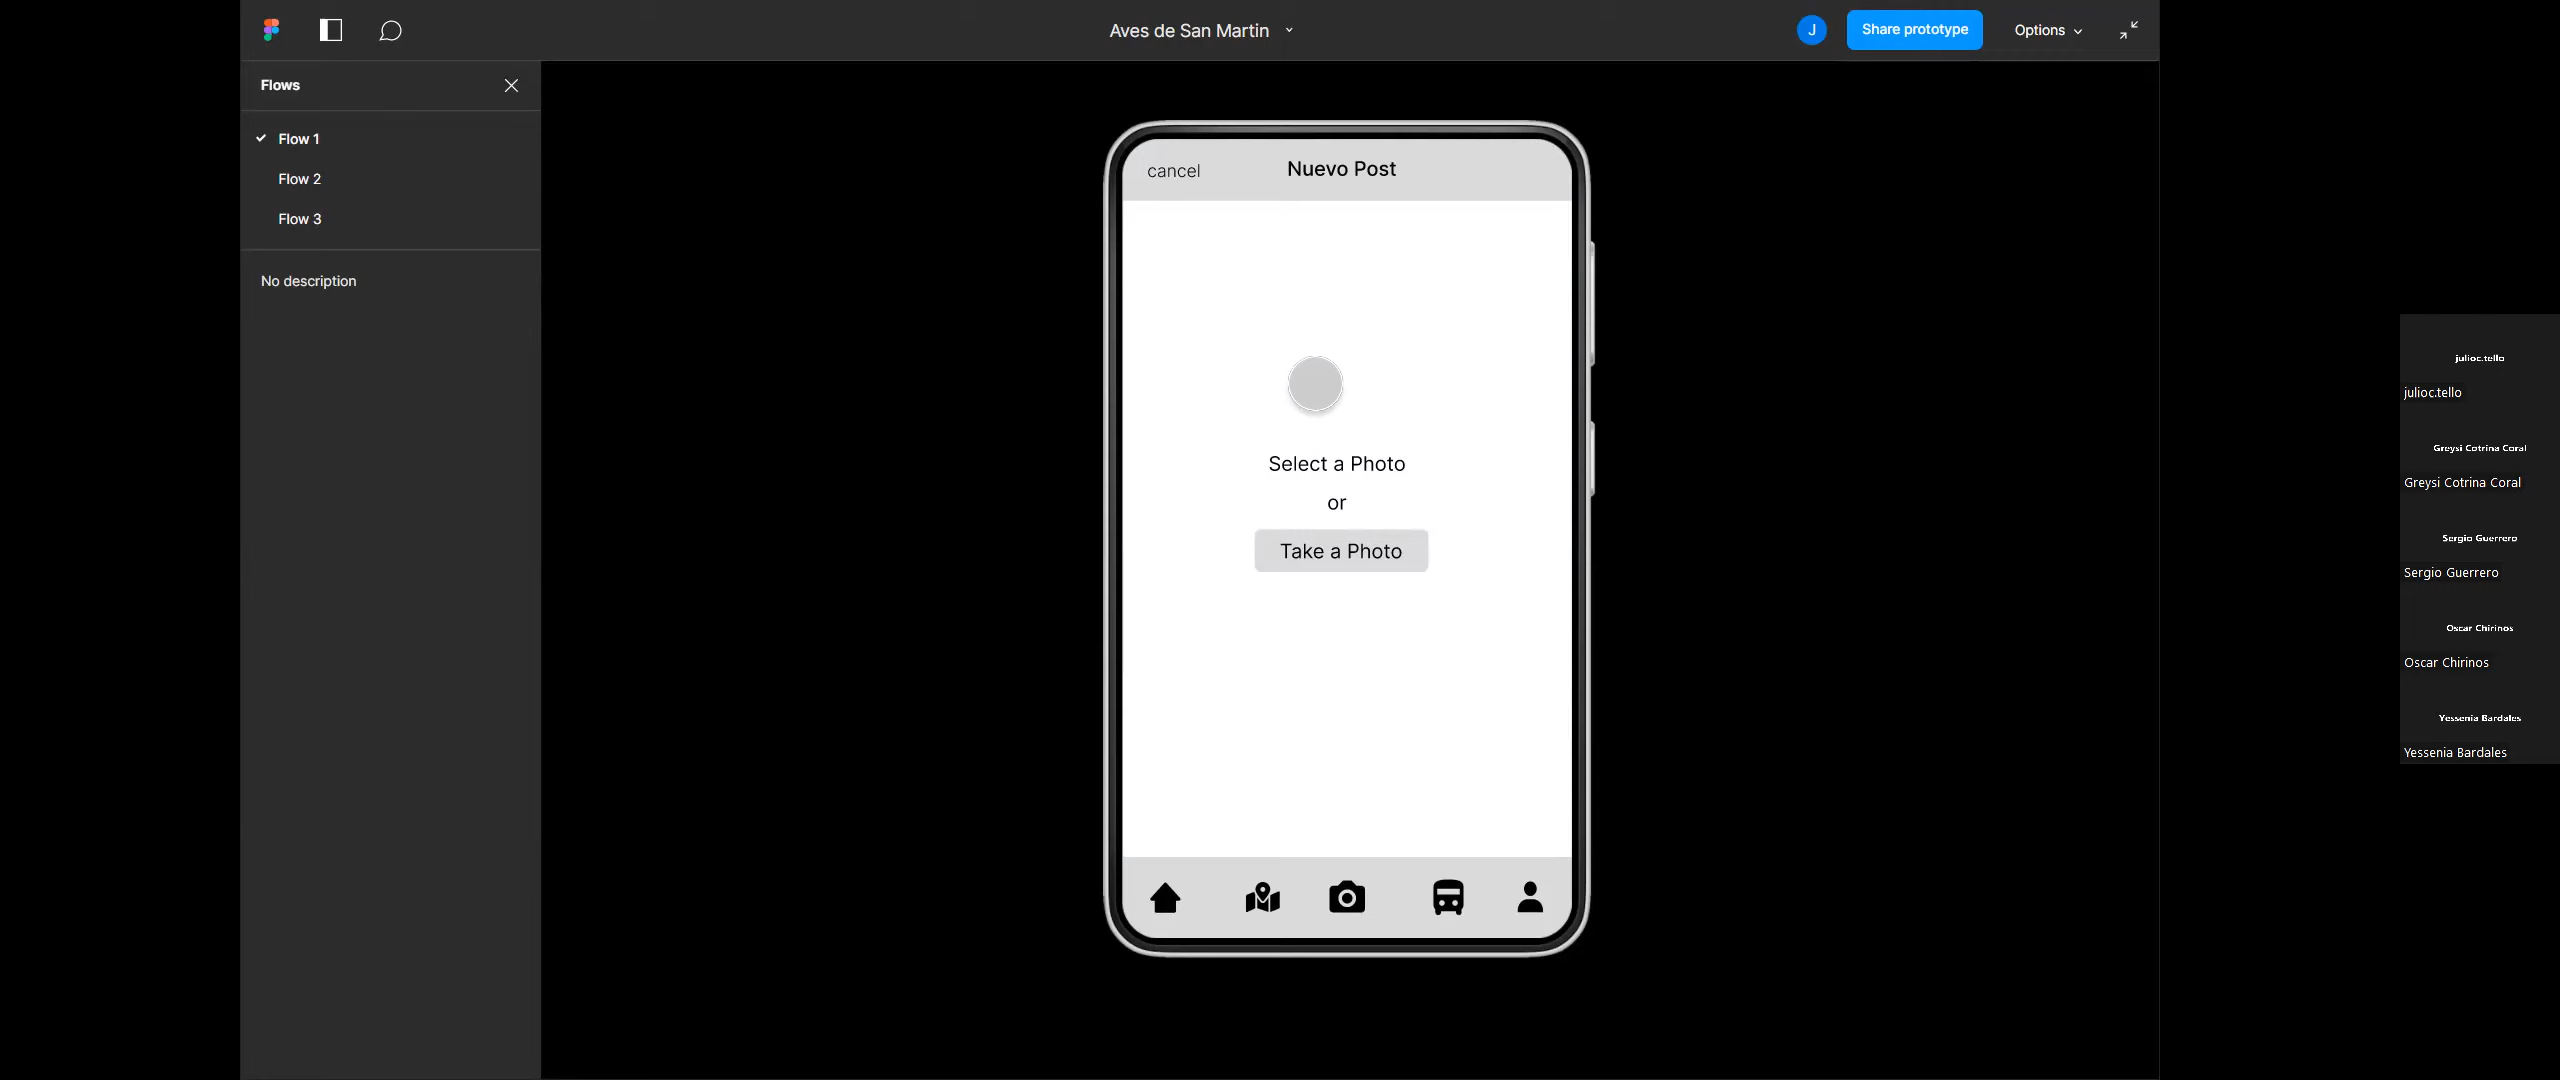 Aves de San Martin
J
Share prototype
Options
Flows
Flow 1
Flow 2
Flow 3
No description
cancel
Nuevo Post
Select a Photo
or
Take a Photo
julioc.tello
julioc.tello
Greysi Cotrina Coral
Greysi Cotrina Coral
Sergio Guerrero
Sergio Guerrero
Oscar Chirinos
Oscar Chirinos
Yessenia Bardales
Yessenia Bardales